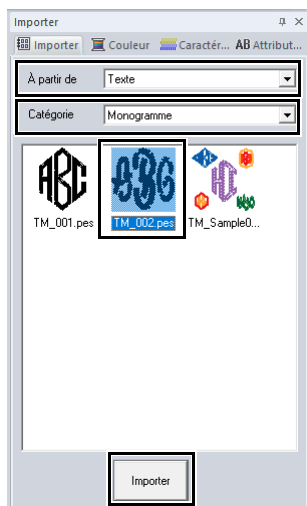 Importer
Importer Couleur Caractér... AB Attribut...
À partir de Texte
Catégorie Monogramme
ABC
TM_001.pes TM_002.pes TM_Sample0...
Importer